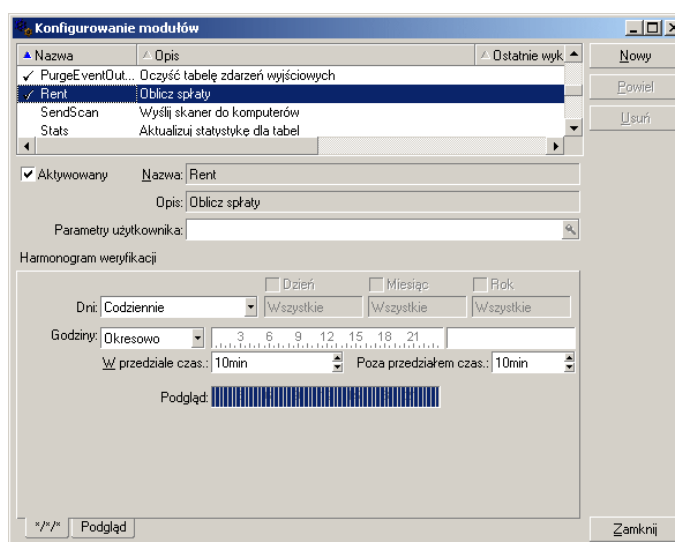 Konfigurowanie modułów
Nazwa Opis Ostatnie wyk
PurgeEventOut... Oczyść tabelę zdarzeń wyjściowych
Rent Oblicz spłaty
SendScan Wyślij skaner do komputerów
Stats Aktualizuj statystykę dla tabel
Nowy
Powiel
Usuń
Aktywowany Nazwa: Rent
Opis: Oblicz spłaty
Parametry użytkownika:
Harmonogram weryfikacji
Dzień Miesiąc Rok
Dni: Codziennie Wszystkie Wszystkie Wszystkie
Godziny: Okresowo 3 6 9 12 15 18 21
W przedziale czas.: 10min Poza przedziałem czas.: 10min
Podgląd:
*/*/* Podgląd
Zamknij